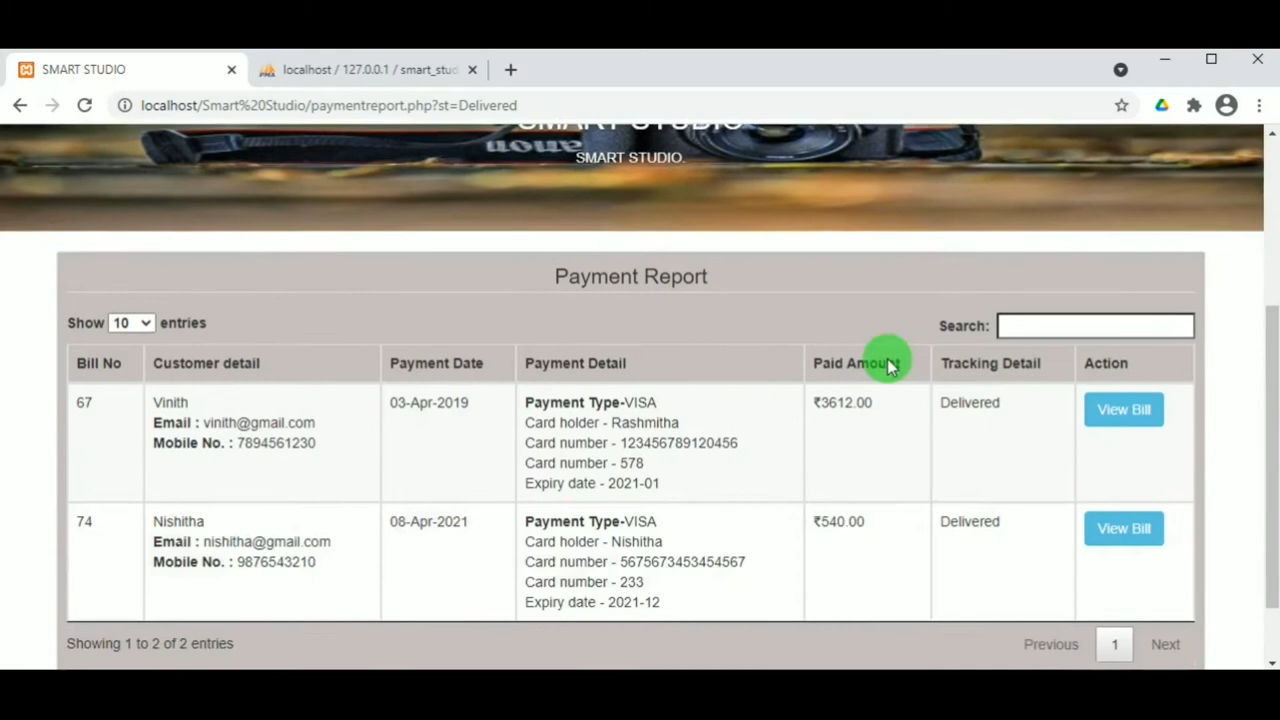 SMART STUDIO
localhost / 127.0.0.1 / smart_stud
localhost/Smart%20Studio/paymentreport.php?st=Delivered
SMART STUDIO
SMART STUDIO.
Payment Report
Show 10 entries
Search:
Bill No Customer detail Payment Date Payment Detail Paid Amount Tracking Detail Action
67 Vinith 03-Apr-2019 Payment Type-VISA ₹3612.00 Delivered View Bill
Email : vinith@gmail.com Card holder - Rashmitha
Mobile No. : 7894561230 Card number - 123456789120456
Card number - 578
Expiry date - 2021-01
74 Nishitha 08-Apr-2021 Payment Type-VISA ₹540.00 Delivered View Bill
Email : nishitha@gmail.com Card holder - Nishitha
Mobile No. : 9876543210 Card number - 5675673453454567
Card number - 233
Expiry date - 2021-12
Showing 1 to 2 of 2 entries
Previous 1 Next